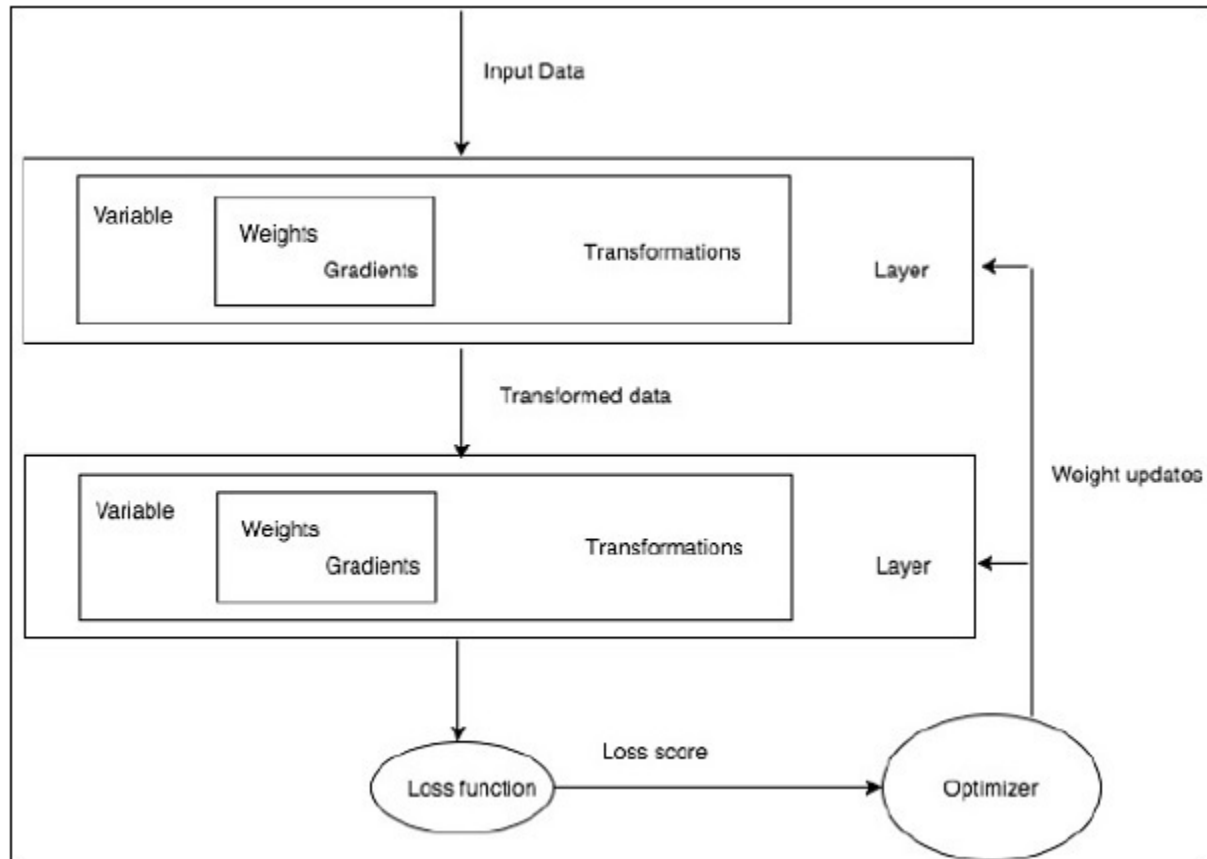 Input Data
Variable
Weights
Gradients
Transformations
Layer
Transformed data
Variable
Weights
Gradients
Transformations
Layer
Weight updates
Loss score
Loss function
Optimizer